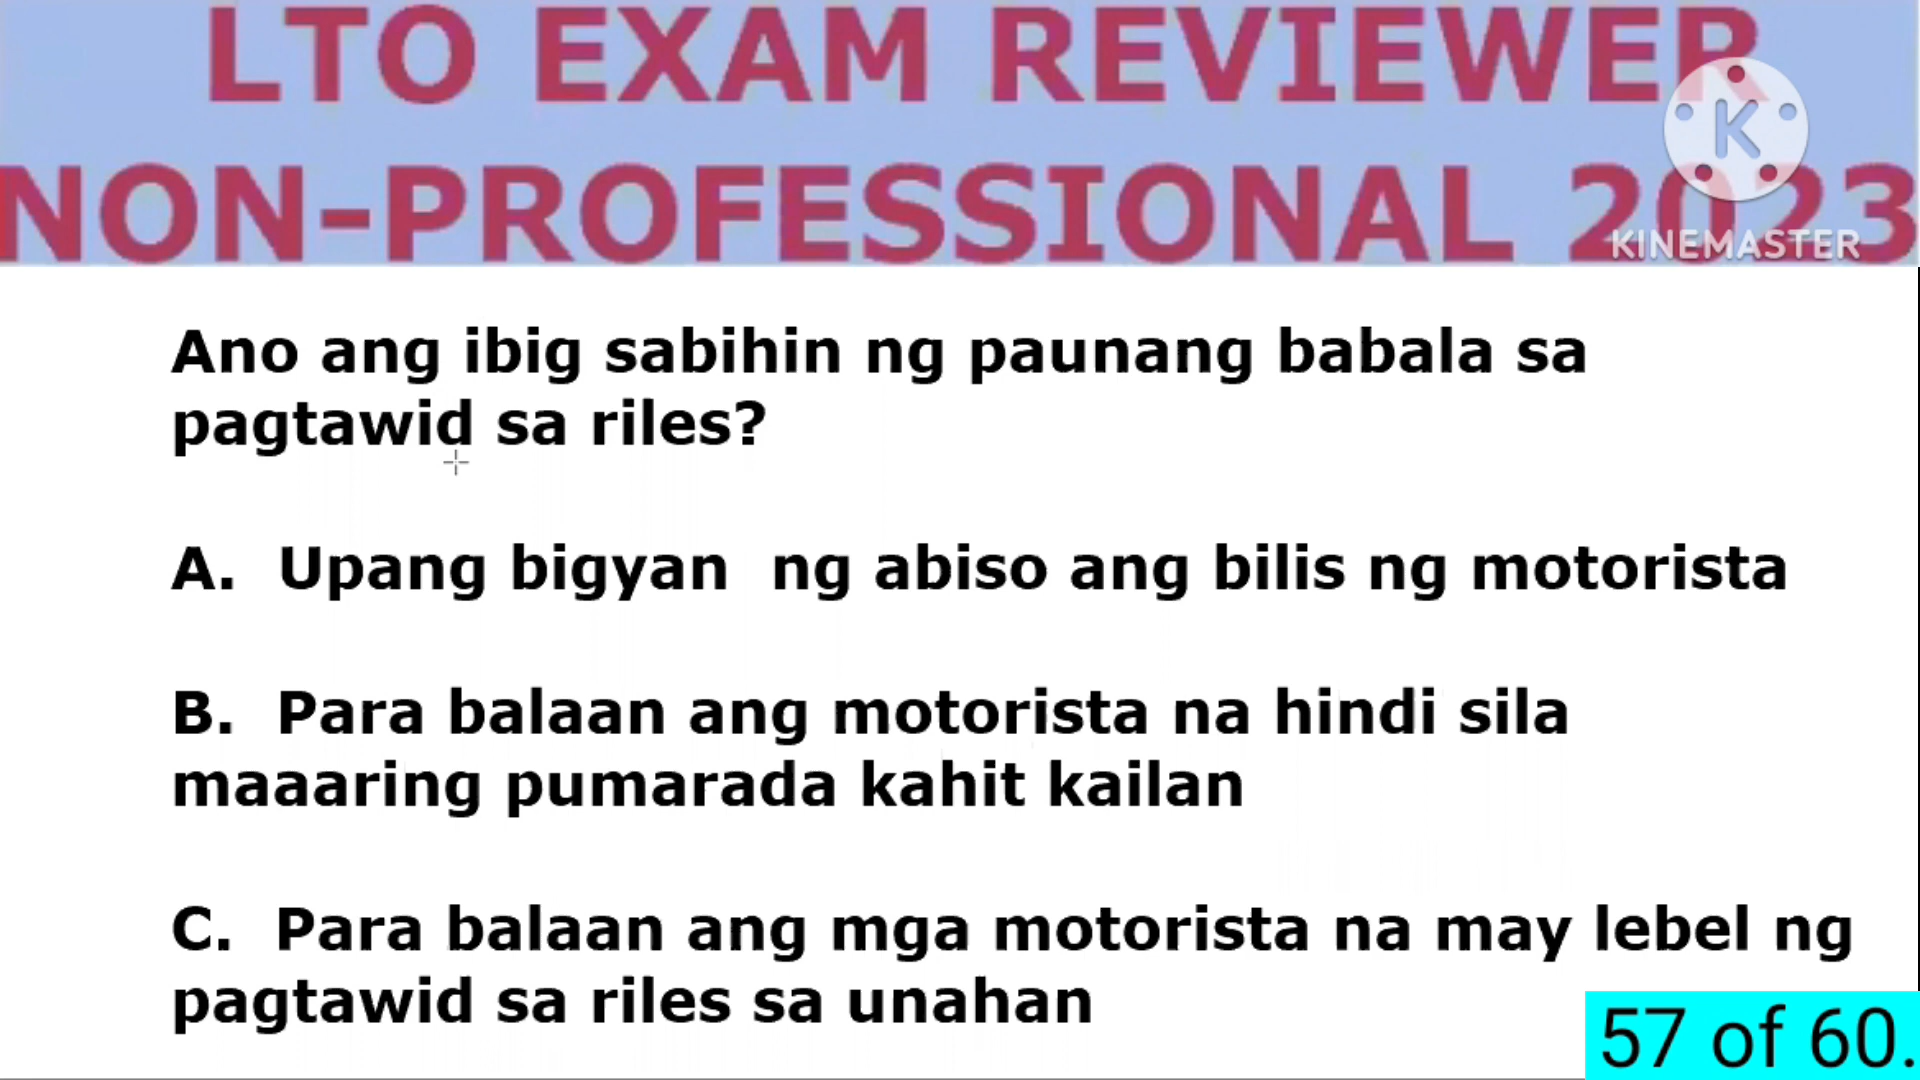 LTO EXAM REVIEWER
NON-PROFESSIONAL 2023
K
KINEMASTER
Ano ang ibig sabihin ng paunang babala sa
pagtawid sa riles?
A. Upang bigyan ng abiso ang bilis ng motorista
B. Para balaan ang motorista na hindi sila
maaaring pumarada kahit kailan
C. Para balaan ang mga motorista na may lebel ng
pagtawid sa riles sa unahan
57 of 60.